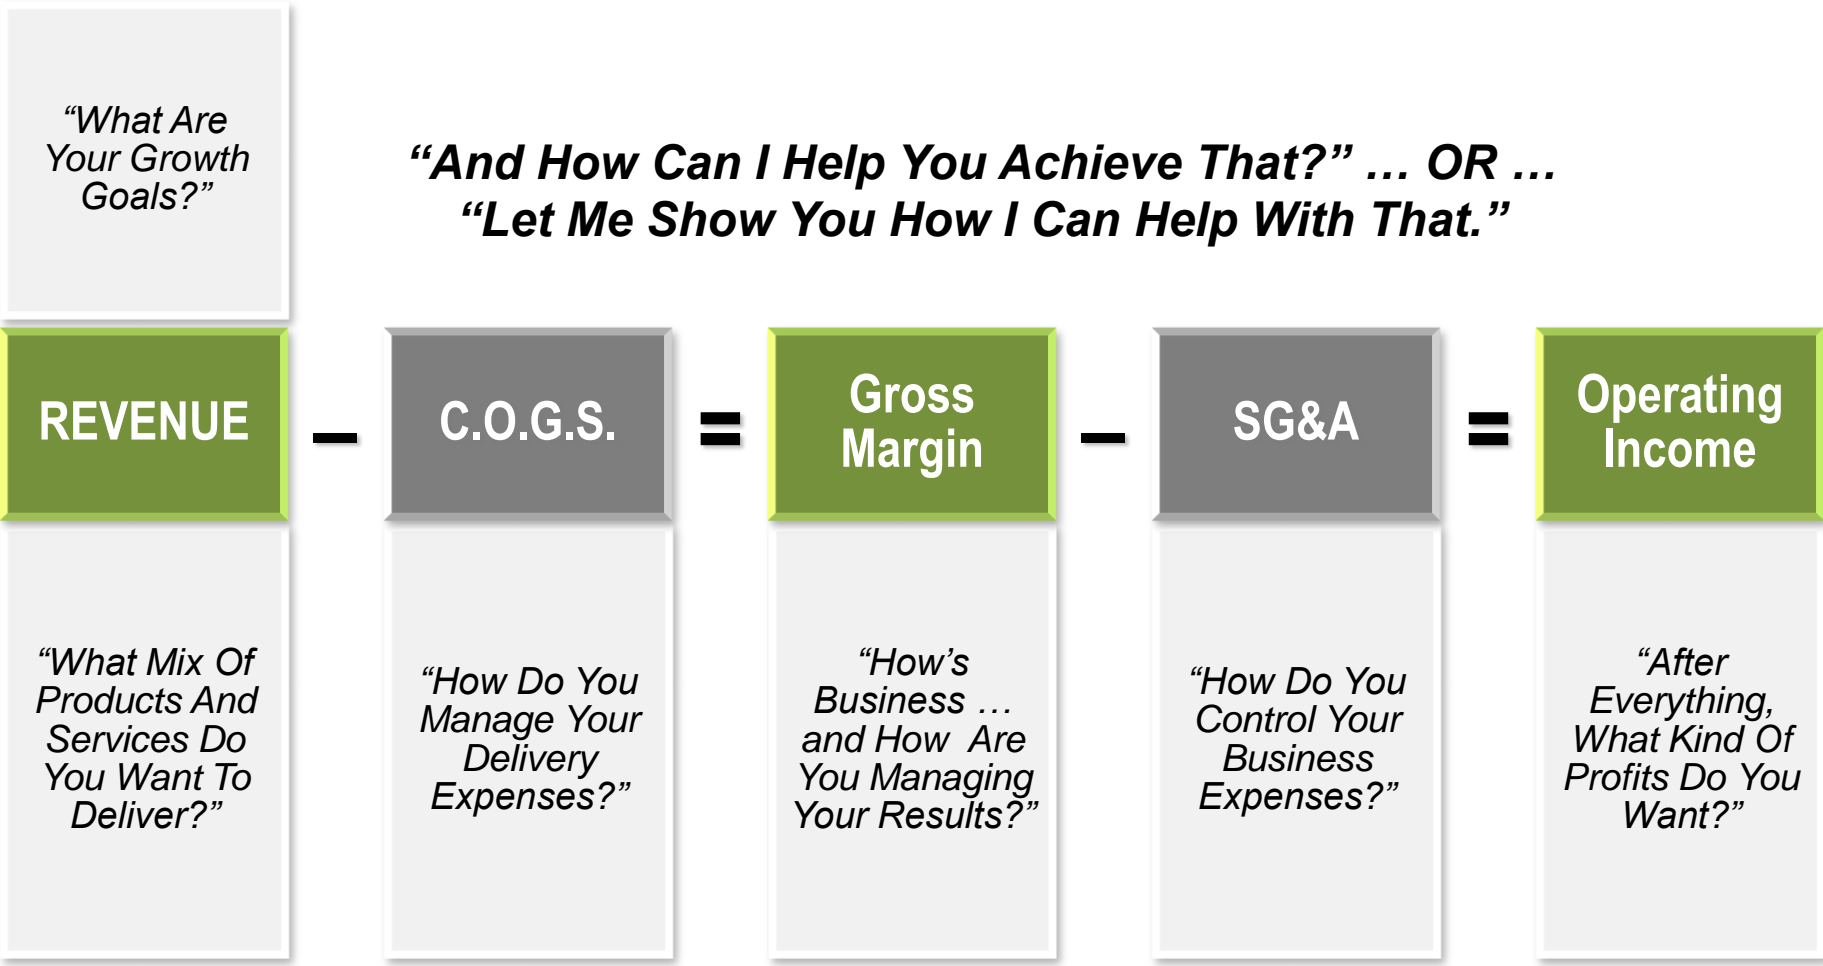 “What Are
Your Growth
Goals?”
“And How Can I Help You Achieve That?” … OR …
“Let Me Show You How I Can Help With That.”
REVENUE
–
C.O.G.S.
=
Gross
Margin
–
SG&A
=
Operating
Income
“What Mix Of
Products And
Services Do
You Want To
Deliver?”
“How Do You
Manage Your
Delivery
Expenses?”
“How’s
Business …
and How  Are
You Managing
Your Results?”
“How Do You
Control Your
Business
Expenses?”
“After
Everything,
What Kind Of
Profits Do You
Want?”